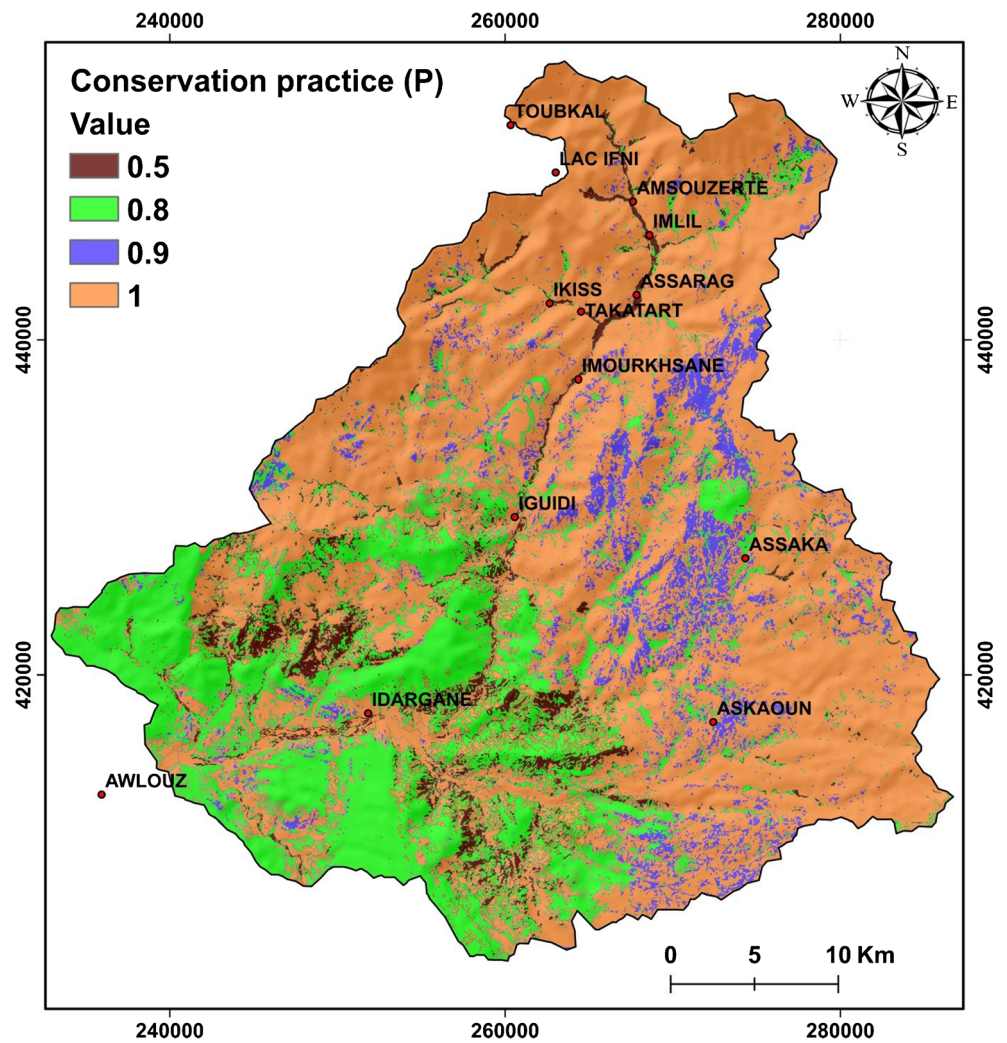 240000 260000 280000
Conservation practice (P)
Value
0.5
0.8
0.9
1
N
W E
S
TOUBKAL
LAC IFNI
AMSOUZERTE
IMLIL
ASSARAG
IKISS
TAKATART
440000 440000
IMOURKHSANE
IGUIDI
ASSAKA
420000 420000
IDARGANE
ASKAOUN
AWLOUZ
0 5 10 Km
240000 260000 280000